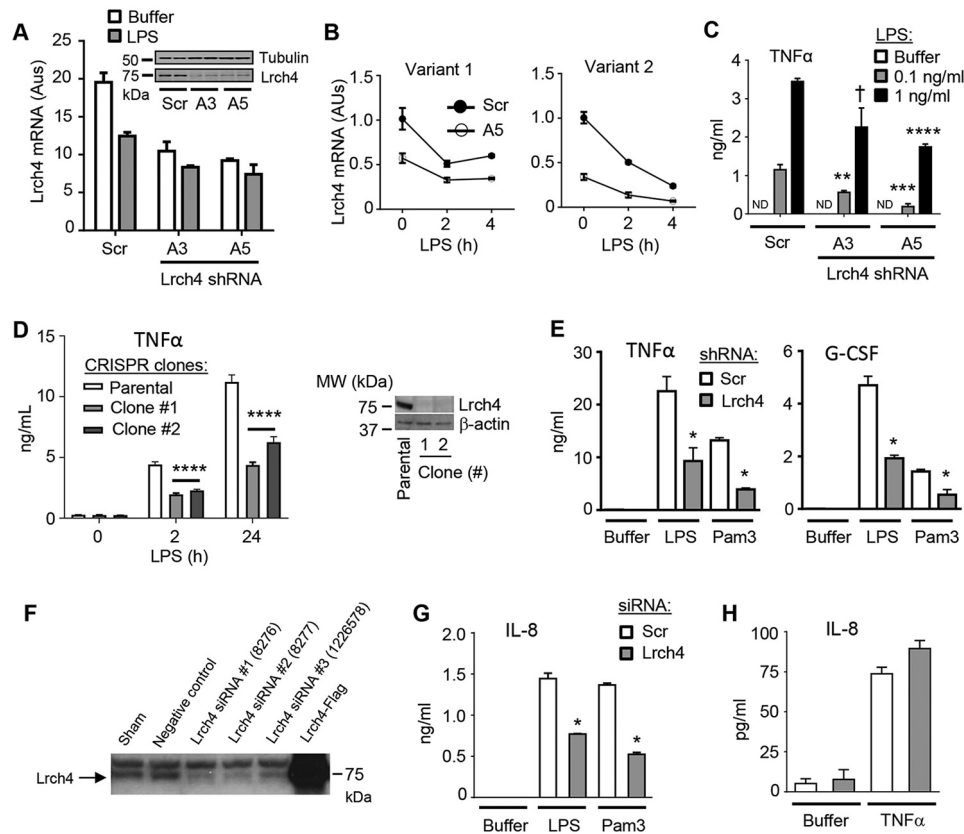 A
Buffer
LPS
Lrch4 mRNA (Aus)
25
20
15
10
5
0
50
75
kDa
Tubulin
Lrch4
Scr A3 A5
Scr A3 A5
Lrch4 shRNA
B
Variant 1
Variant 2
Lrch4 mRNA (AUs)
1.5
1.0
0.5
0
Scr
A5
0 2 4
LPS (h)
1.5
1.0
0.5
0
0 2 4
LPS (h)
C
TNFα
LPS:
Buffer
0.1 ng/ml
1 ng/ml
ng/ml
4
3
2
1
0
†
**
***
****
ND ND ND
Scr A3 A5
Lrch4 shRNA
D
TNFα
CRISPR clones:
Parental
Clone #1
Clone #2
ng/mL
15
10
5
0
****
****
0 2 24
LPS (h)
MW (kDa)
75
37
Lrch4
β-actin
Parental
1 2
Clone (#)
E
TNFα
shRNA:
Scr
Lrch4
ng/ml
30
20
10
0
*
*
Buffer LPS Pam3
G-CSF
6
4
2
0
*
*
Buffer LPS Pam3
F
Sham
Negative control
Lrch4 siRNA #1 (8276)
Lrch4 siRNA #2 (8277)
Lrch4 siRNA #3 (1226578)
Lrch4-Flag
Lrch4
75
kDa
G
IL-8
siRNA:
Scr
Lrch4
ng/ml
2.0
1.5
1.0
0.5
0
*
*
Buffer LPS Pam3
H
IL-8
pg/ml
100
75
50
25
0
Buffer TNFα